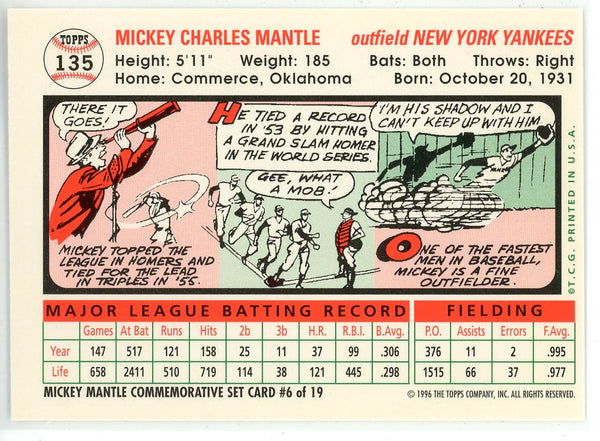 TOPPS
135
MICKEY CHARLES MANTLE outfield NEW YORK YANKEES
Height: 5'11" Weight: 185 Bats: Both Throws: Right
Home: Commerce, Oklahoma Born: October 20, 1931
THERE IT
GOES!
MICKEY TOPPED THE
LEAGUE IN HOMERS AND
TIED FOR THE LEAD
IN TRIPLES IN '55.
HE TIED A RECORD
IN '53 BY HITTING
A GRAND SLAM HOMER
IN THE WORLD SERIES.
GEE, WHAT
A MOB!
I'M HIS SHADOW AND I
CAN'T KEEP UP WITH HIM.
YANKEES
ONE OF THE FASTEST
MEN IN BASEBALL,
MICKEY IS A FINE
OUTFIELDER.
©T.C.G. PRINTED IN U.S.A.
MAJOR LEAGUE BATTING RECORD FIELDING
Games At Bat Runs Hits 2b 3b H.R. R.B.I. B.Avg. P.O. Assists Errors F.Avg.
Year 147 517 121 158 25 11 37 99 .306 376 11 2 .995
Life 658 2411 510 719 114 38 121 445 .298 1515 66 37 .977
MICKEY MANTLE COMMEMORATIVE SET CARD #6 OF 19 © 1996 THE TOPPS COMPANY, INC. ALL RIGHTS RESERVED.